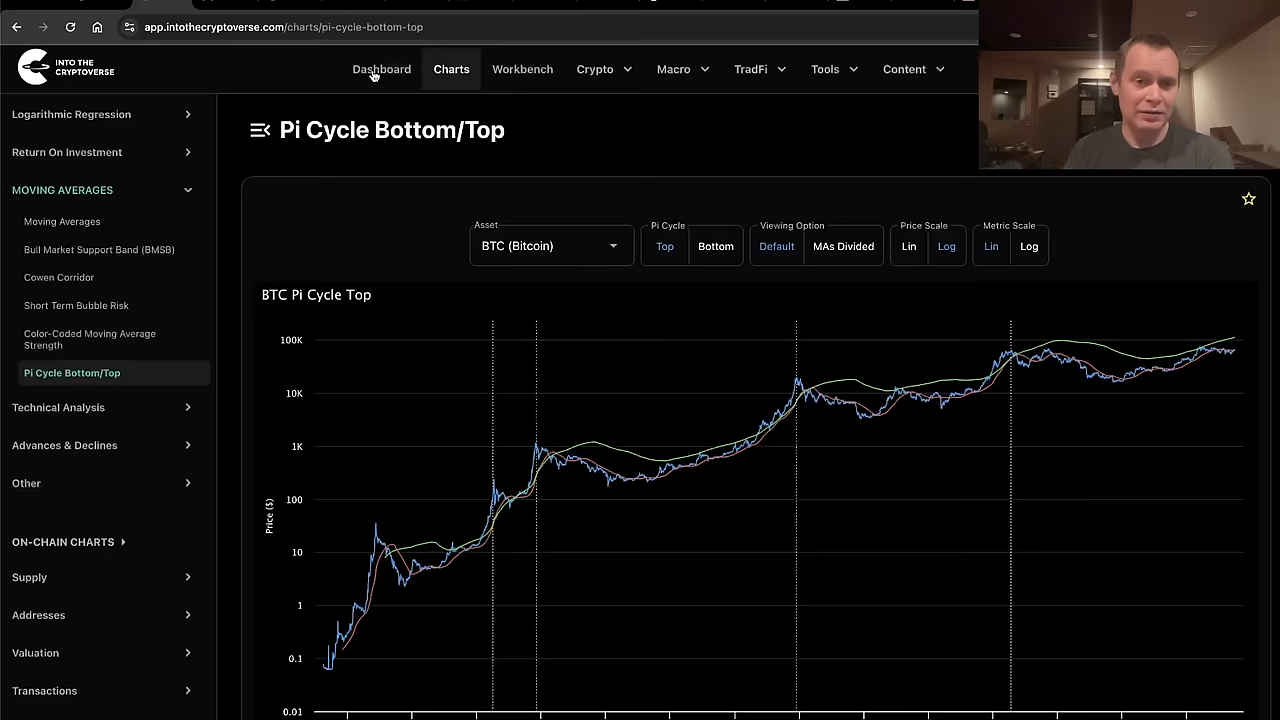 app.intothecryptoverse.com/charts/pi-cycle-bottom-top
INTO THE
CRYPTOVERSE
Dashboard
Charts
Workbench
Crypto
Macro
TradFi
Tools
Content
Logarithmic Regression
Return On Investment
MOVING AVERAGES
Moving Averages
Bull Market Support Band (BMSB)
Cowen Corridor
Short Term Bubble Risk
Color-Coded Moving Average
Strength
Pi Cycle Bottom/Top
Technical Analysis
Advances & Declines
Other
ON-CHAIN CHARTS
Supply
Addresses
Valuation
Transactions
Pi Cycle Bottom/Top
Asset
BTC (Bitcoin)
Pi Cycle
Top
Bottom
Viewing Option
Default
MAs Divided
Price Scale
Lin
Log
Metric Scale
Lin
Log
BTC Pi Cycle Top
Price ($)
100K
10K
1K
100
10
1
0.1
0.01